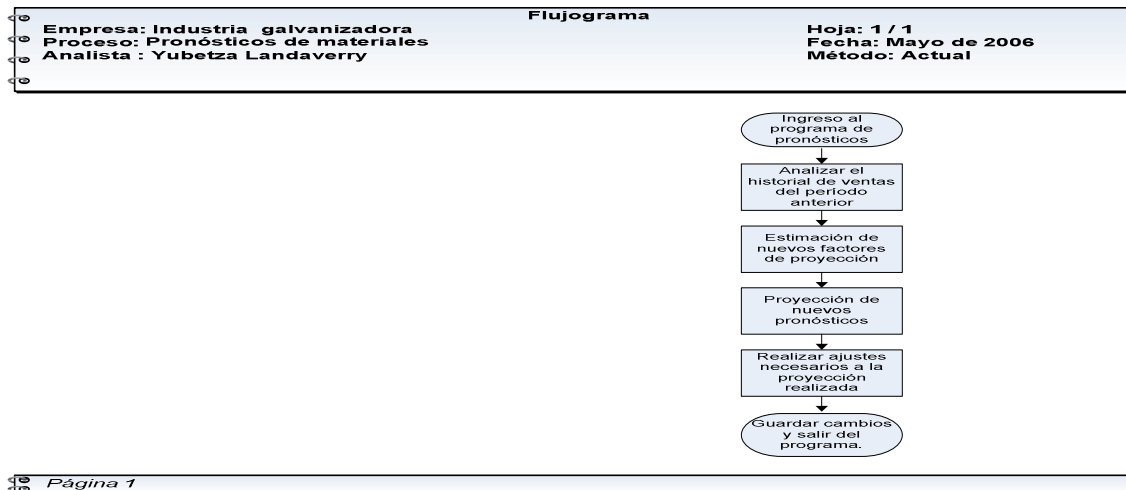 Flujograma
Empresa: Industria galvanizadora
Proceso: Pronósticos de materiales
Analista : Yubetza Landaverry
Hoja: 1 / 1
Fecha: Mayo de 2006
Método: Actual
Ingreso al
programa de
pronósticos
Analizar el
historial de ventas
del período
anterior
Estimación de
nuevos factores
de proyección
Proyección de
nuevos
pronósticos
Realizar ajustes
necesarios a la
proyección
realizada
Guardar cambios
y salir del
programa.
Página 1